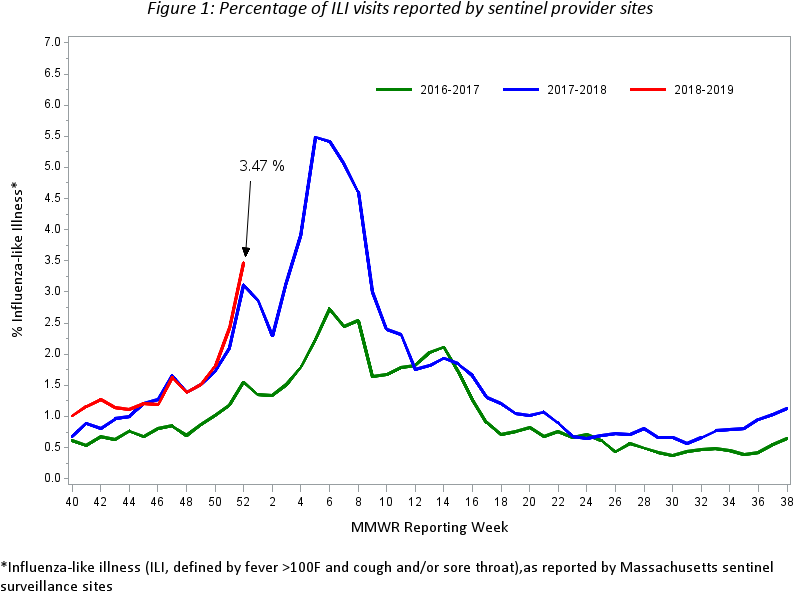 Figure 1: Percentage of ILI visits reported by sentinel provider sites
7.0
6.5
6.0
5.5
5.0
4.5
4.0
3.5
3.0
2.5
2.0
1.5
1.0
0.5
0.0
% Influenza-like Illness*
2016-2017 2017-2018 2018-2019
3.47 %
40 42 44 46 48 50 52 2 4 6 8 10 12 14 16 18 20 22 24 26 28 30 32 34 36 38
MMWR Reporting Week
*Influenza-like illness (ILI, defined by fever >100F and cough and/or sore throat),as reported by Massachusetts sentinel
surveillance sites